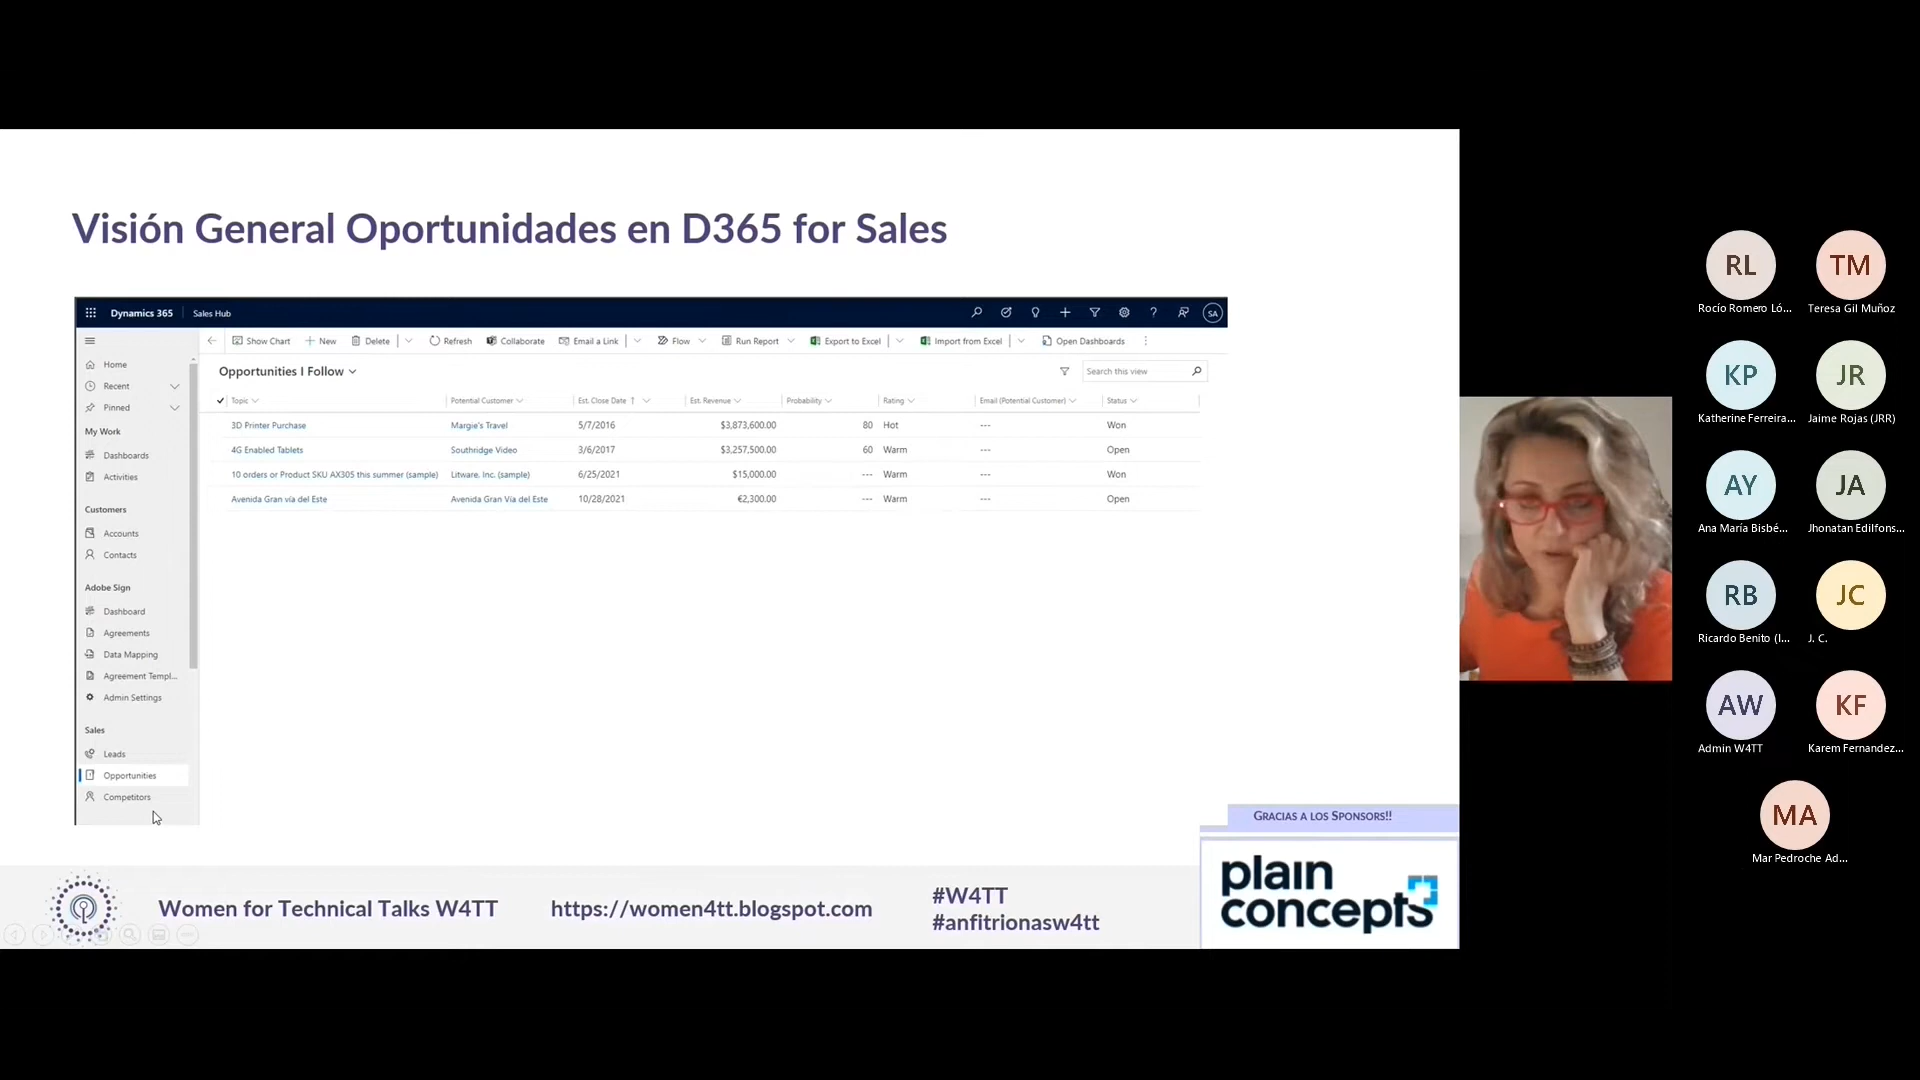 Visión General Oportunidades en D365 for Sales
Dynamics 365 Sales Hub SA
Show Chart New Delete Refresh Collaborate Email a Link Flow Run Report Export to Excel Import from Excel Open Dashboards
Opportunities I Follow Search this view
Topic Potential Customer Est. Close Date ↑ Est. Revenue Probability Rating Email (Potential Customer) Status
3D Printer Purchase Margie's Travel 5/7/2016 $3,873,600.00 80 Hot --- Won
4G Enabled Tablets Southridge Video 3/6/2017 $3,257,500.00 60 Warm --- Open
10 orders or Product SKU AX305 this summer (sample) Litware, Inc. (sample) 6/25/2021 $15,000.00 --- Warm --- Won
Avenida Gran vía del Este Avenida Gran Vía del Este 10/28/2021 €2,300.00 --- Warm --- Open
Home
Recent
Pinned
My Work
Dashboards
Activities
Customers
Accounts
Contacts
Adobe Sign
Dashboard
Agreements
Data Mapping
Agreement Templ...
Admin Settings
Sales
Leads
Opportunities
Competitors
GRACIAS A LOS SPONSORS!!
plain
concepts
Women for Technical Talks W4TT https://women4tt.blogspot.com
#W4TT
#anfitrionasw4tt
RL TM
Rocío Romero Ló... Teresa Gil Muñoz
KP JR
Katherine Ferreira... Jaime Rojas (JRR)
AY JA
Ana María Bisbé... Jhonatan Edilfons...
RB JC
Ricardo Benito (I... J. C.
AW KF
Admin W4TT Karem Fernandez...
MA
Mar Pedroche Ad...